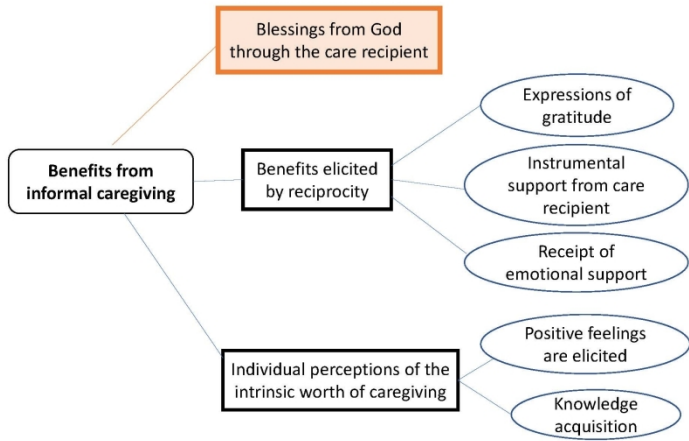 Blessings from God
through the care recipient
Benefits from
informal caregiving
Benefits elicited
by reciprocity
Expressions of
gratitude
Instrumental
support from care
recipient
Receipt of
emotional support
Individual perceptions of the
intrinsic worth of caregiving
Positive feelings
are elicited
Knowledge
acquisition